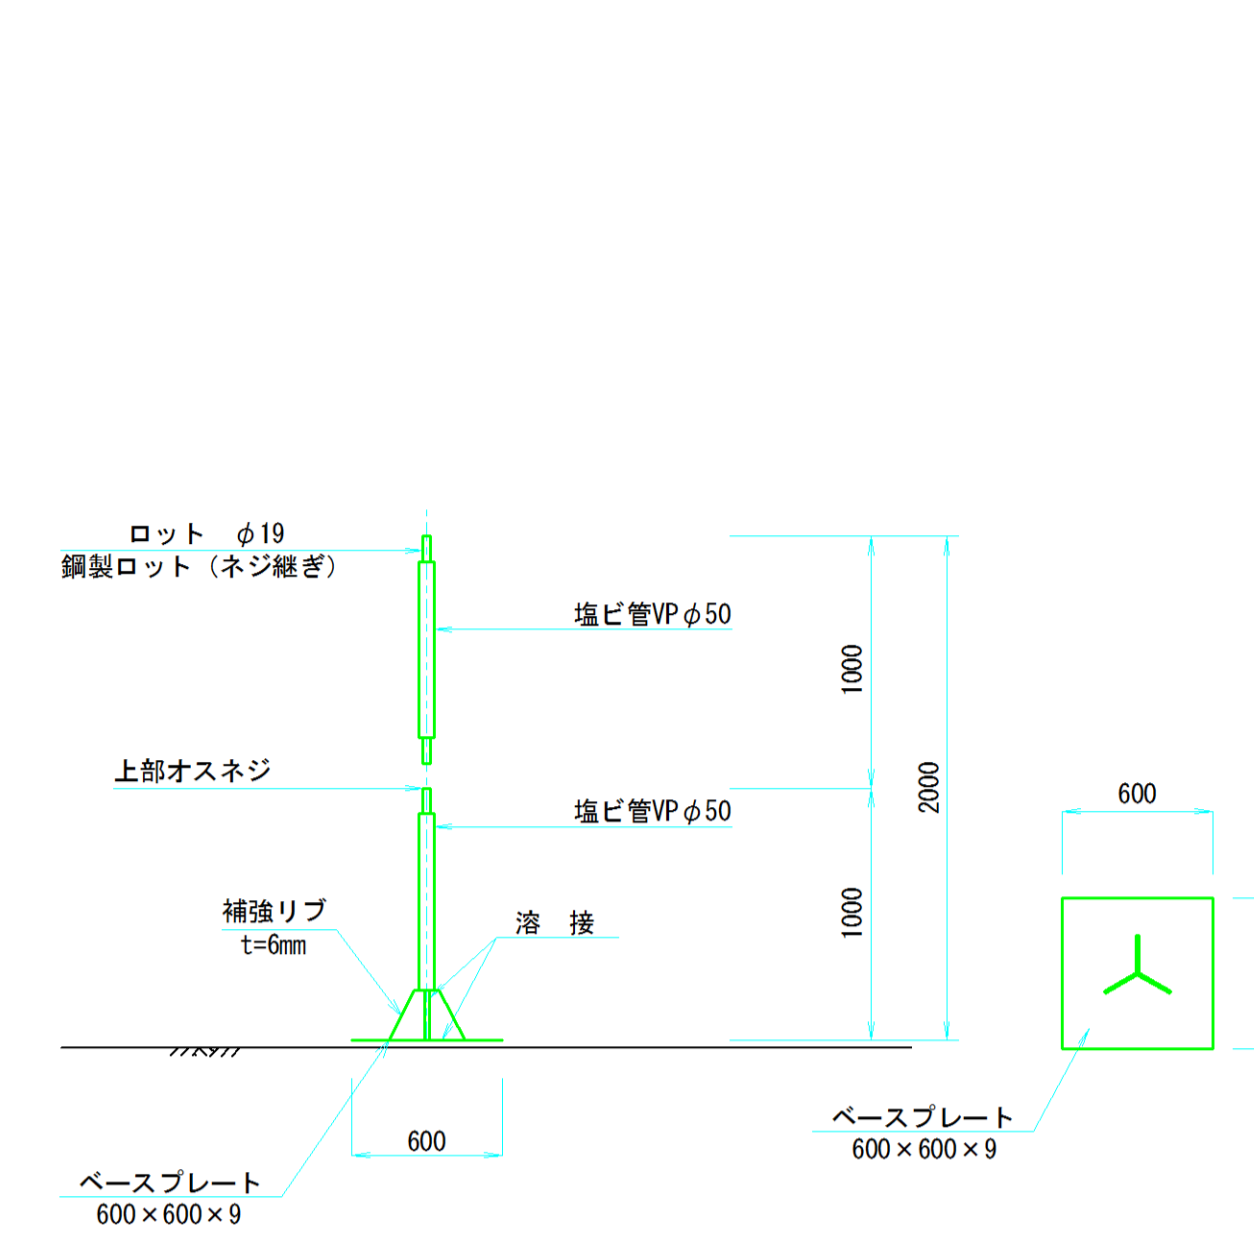 ロット　φ19
鋼製ロット（ネジ継ぎ）
塩ビ管VPφ50
1000
上部オスネジ
2000
600
塩ビ管VPφ50
補強リブ
t=6mm
溶　接
1000
ベースプレート
600×600×9
600
ベースプレート
600×600×9